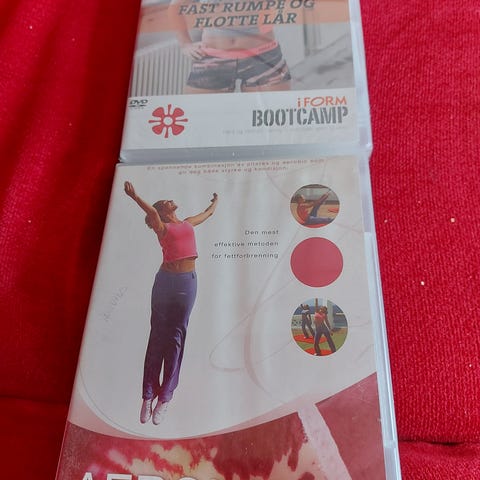 FAST RUMPE OG
FLOTTE LÅR
DVD
iFORM
BOOTCAMP
En spennende kombinasjon av pilates og aerobic som
gir deg både styrke og kondisjon.
Den mest
effektive metoden
for fettforbrenning